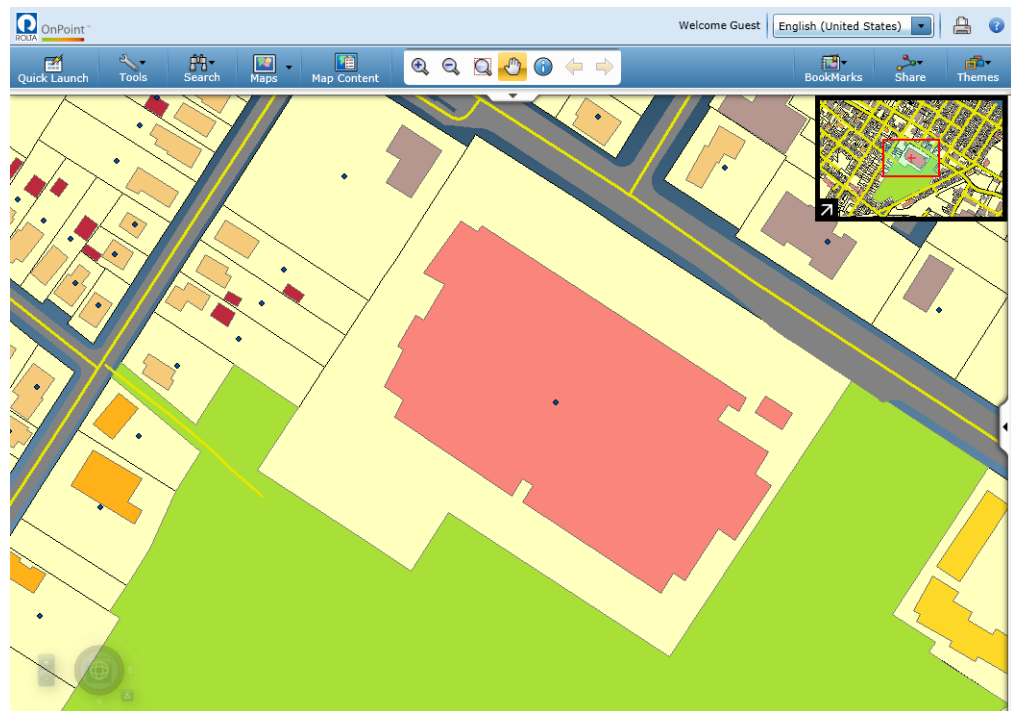 ROLTA OnPoint™
Welcome Guest English (United States)
Quick Launch Tools Search Maps Map Content BookMarks Share Themes